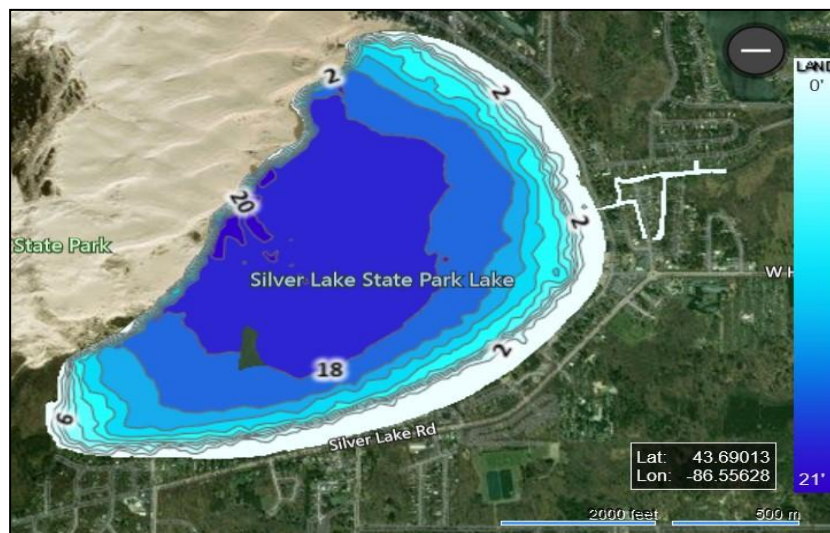 2
2
LAND
0'
20
2
State Park
Silver Lake State Park Lake
W H
18
2
6
Silver Lake Rd
Lat: 43.69013
Lon: -86.55628
21'
2000 feet
500 m